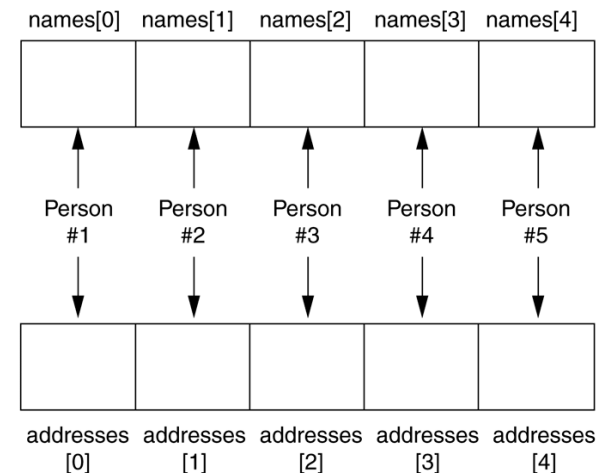 names[0] names[1] names[2] names[3] names[4]
Person Person Person Person Person
#1 #2 #3 #4 #5
addresses addresses addresses addresses addresses
[0] [1] [2] [3] [4]